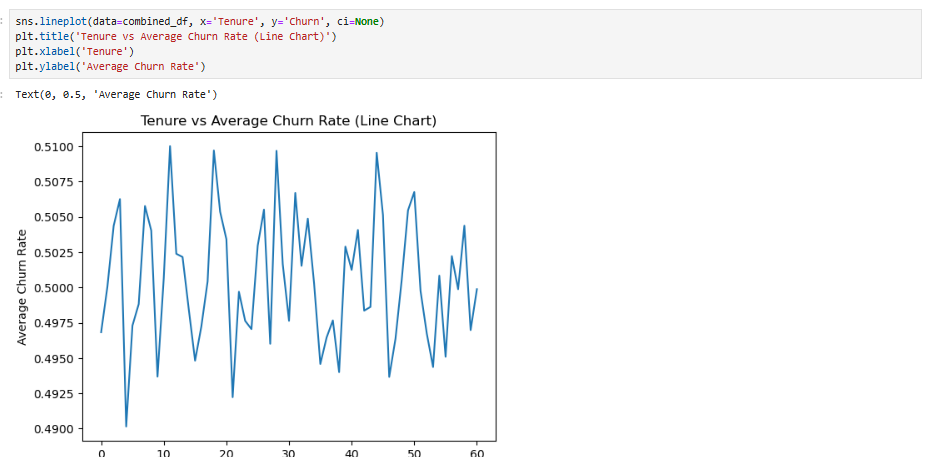 sns.lineplot(data=combined_df, x='Tenure', y='Churn', ci=None)
plt.title('Tenure vs Average Churn Rate (Line Chart)')
plt.xlabel('Tenure')
plt.ylabel('Average Churn Rate')
Text(0, 0.5, 'Average Churn Rate')
Tenure vs Average Churn Rate (Line Chart)
0.5100
0.5075
0.5050
0.5025
0.5000
0.4975
0.4950
0.4925
0.4900
Average Churn Rate
0 10 20 30 40 50 60